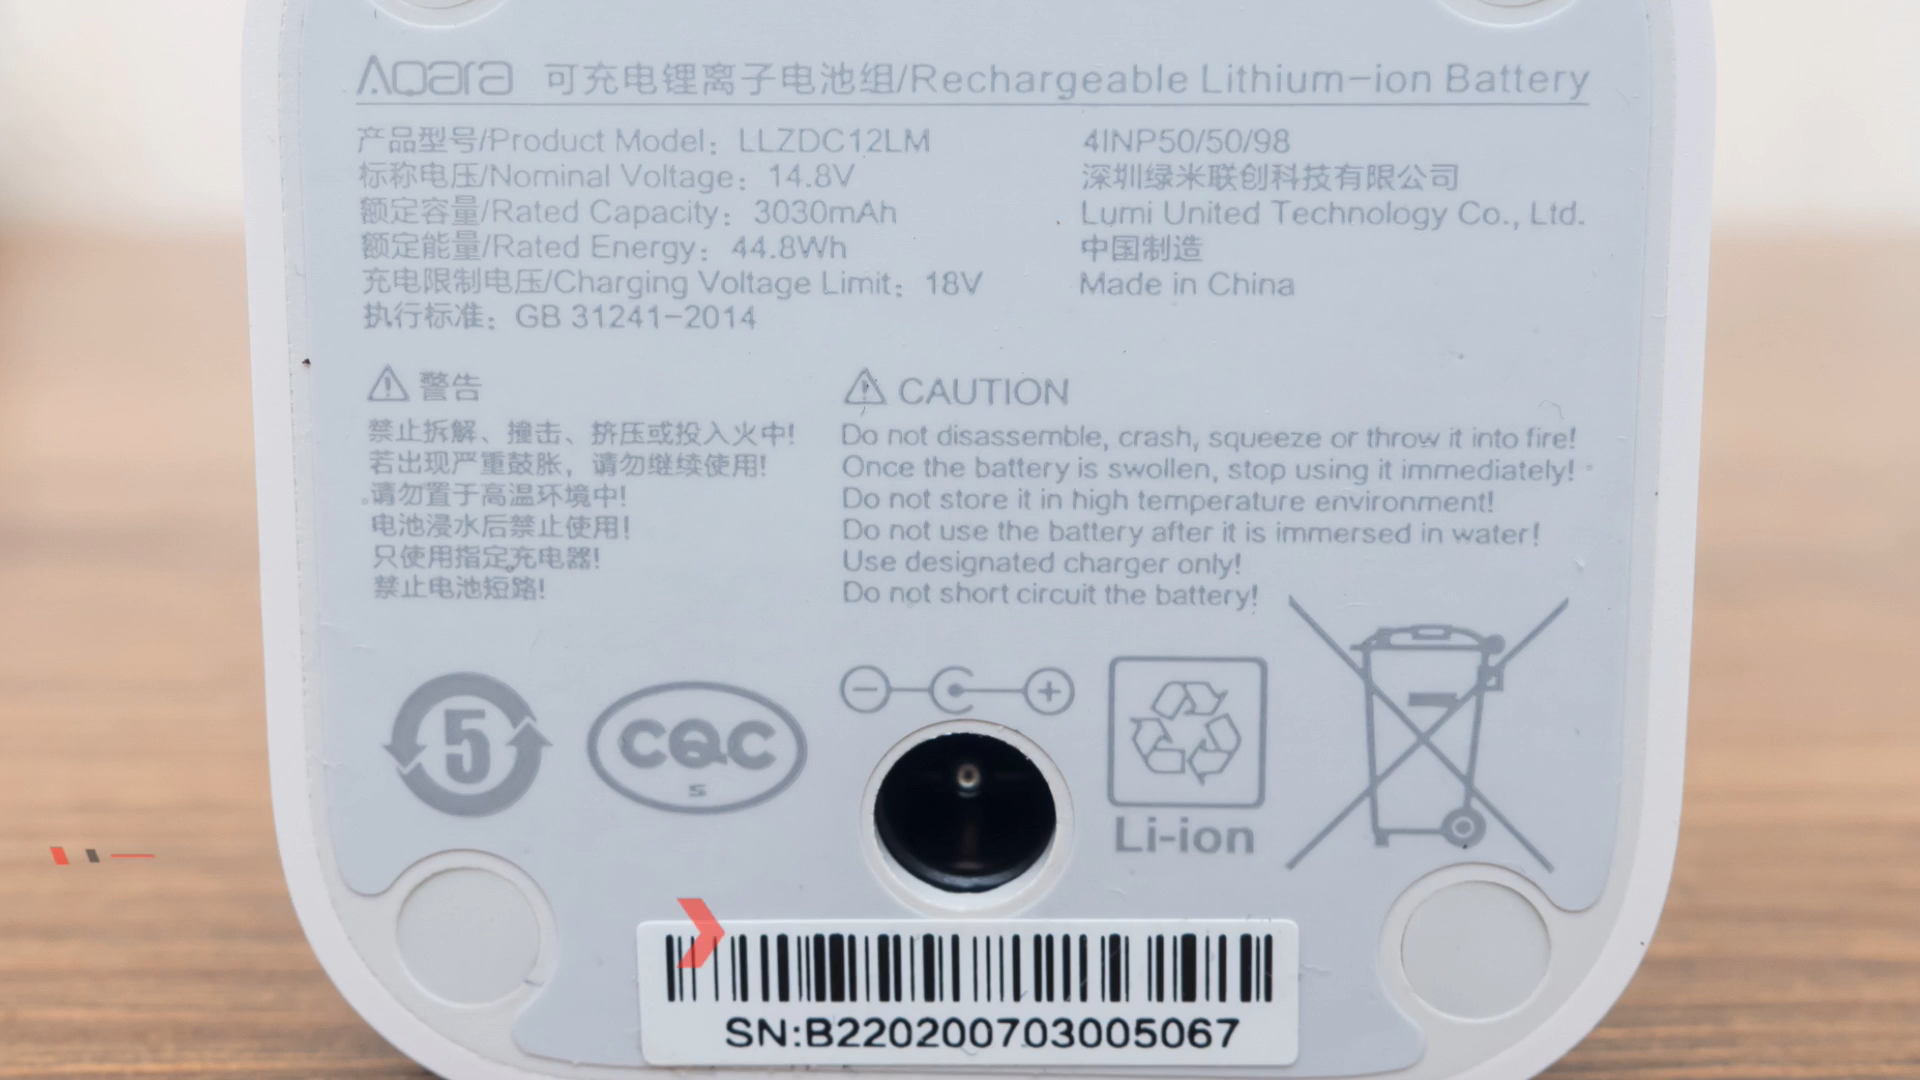 Aqara 可充电锂离子电池组/Rechargeable Lithium-ion Battery
产品型号/Product Model: LLZDC12LM
标称电压/Nominal Voltage: 14.8V
额定容量/Rated Capacity: 3030mAh
额定能量/Rated Energy: 44.8Wh
充电限制电压/Charging Voltage Limit: 18V
执行标准: GB 31241-2014
4INP50/50/98
深圳绿米联创科技有限公司
Lumi United Technology Co., Ltd.
中国制造
Made in China
警告
禁止拆解、撞击、挤压或投入火中!
若出现严重鼓胀,请勿继续使用!
请勿置于高温环境中!
电池浸水后禁止使用!
只使用指定充电器!
禁止电池短路!
CAUTION
Do not disassemble, crash, squeeze or throw it into fire!
Once the battery is swollen, stop using it immediately!
Do not store it in high temperature environment!
Do not use the battery after it is immersed in water!
Use designated charger only!
Do not short circuit the battery!
5
CQC
S
Li-ion
SN:B220200703005067